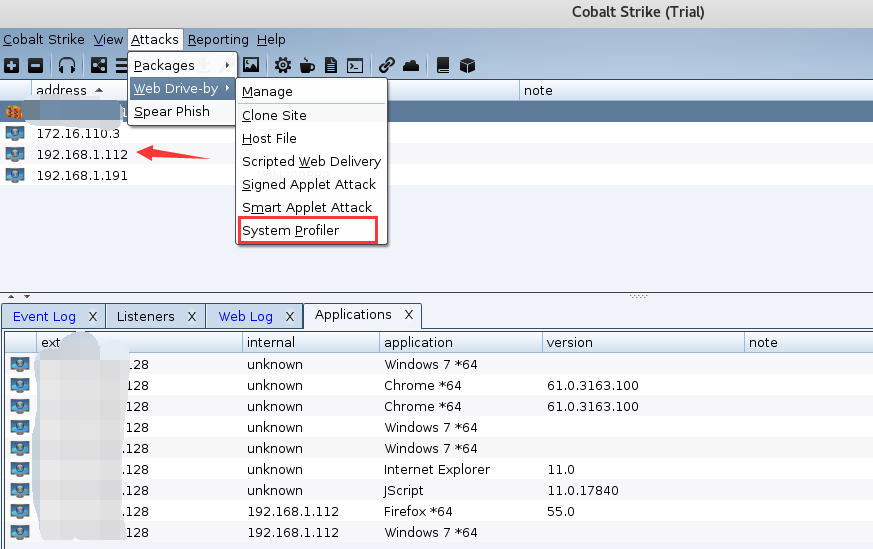 Cobalt Strike (Trial)
Cobalt Strike View Attacks Reporting Help
Packages
Web Drive-by
Spear Phish
Manage
Clone Site
Host File
Scripted Web Delivery
Signed Applet Attack
Smart Applet Attack
System Profiler
address note
172.16.110.3
192.168.1.112
192.168.1.191
Event Log X Listeners X Web Log X Applications X
ext internal application version note
.128 unknown Windows 7 *64
.128 unknown Chrome *64 61.0.3163.100
.128 unknown Chrome *64 61.0.3163.100
.128 unknown Windows 7 *64
.128 unknown Windows 7 *64
.128 unknown Internet Explorer 11.0
.128 unknown JScript 11.0.17840
.128 192.168.1.112 Firefox *64 55.0
.128 192.168.1.112 Windows 7 *64